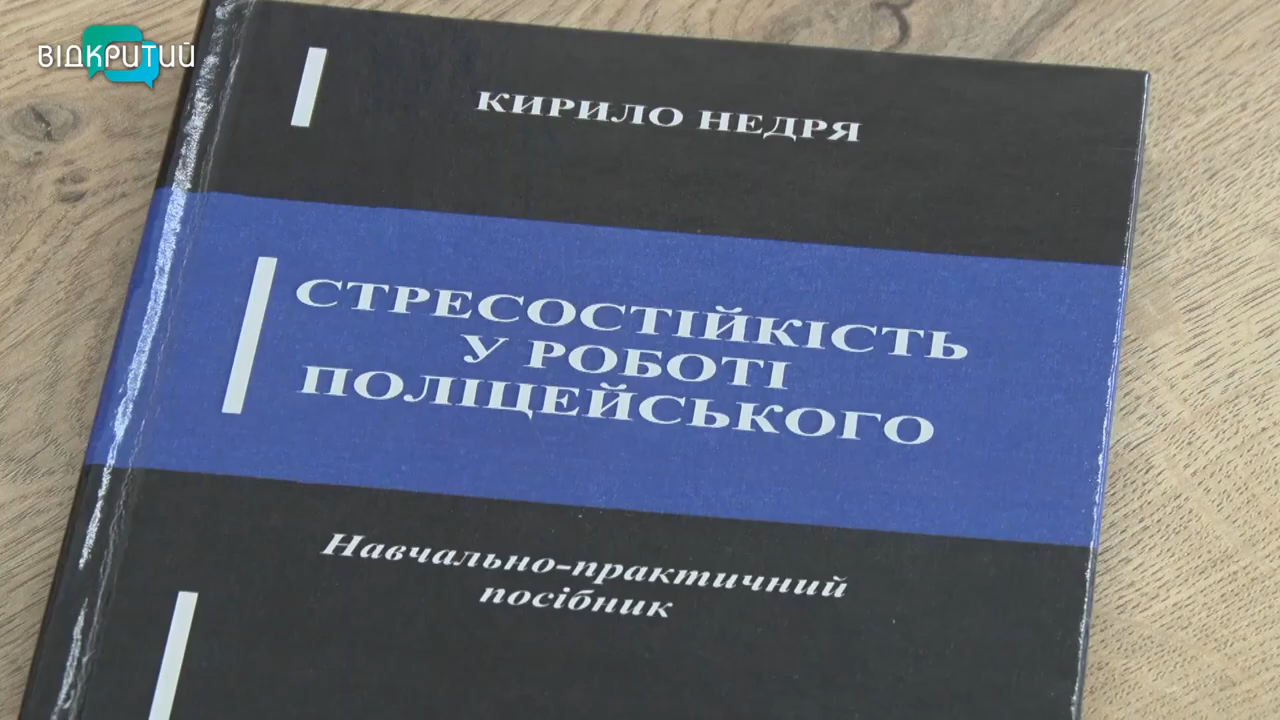 ВІДКРИТИЙ
КИРИЛО НЕДРЯ
СТРЕСОСТІЙКІСТЬ
У РОБОТІ
ПОЛІЦЕЙСЬКОГО
Навчально-практичний
посібник